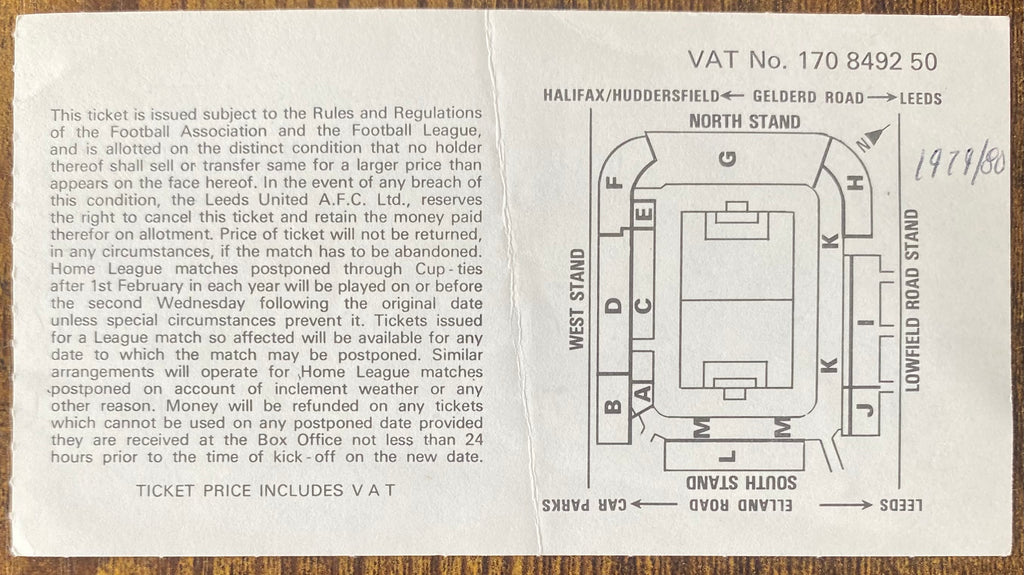 This ticket is issued subject to the Rules and Regulations
of the Football Association and the Football League,
and is allotted on the distinct condition that no holder
thereof shall sell or transfer same for a larger price than
appears on the face hereof. In the event of any breach of
this condition, the Leeds United A.F.C. Ltd., reserves
the right to cancel this ticket and retain the money paid
therefor on allotment. Price of ticket will not be returned,
in any circumstances, if the match has to be abandoned.
Home League matches postponed through Cup-ties
after 1st February in each year will be played on or before
the second Wednesday following the original date
unless special circumstances prevent it. Tickets issued
for a League match so affected will be available for any
date to which the match may be postponed. Similar
arrangements will operate for Home League matches
postponed on account of inclement weather or any
other reason. Money will be refunded on any tickets
which cannot be used on any postponed date provided
they are received at the Box Office not less than 24
hours prior to the time of kick-off on the new date.
TICKET PRICE INCLUDES V A T
VAT No. 170 8492 50
HALIFAX/HUDDERSFIELD GELDERD ROAD LEEDS
NORTH STAND
N
1979/80
G
F
H
E
K
WEST STAND
D
C
I
LOWFIELD ROAD STAND
K
B
A
J
M
M
L
SOUTH STAND
CAR PARKS ELLAND ROAD LEEDS